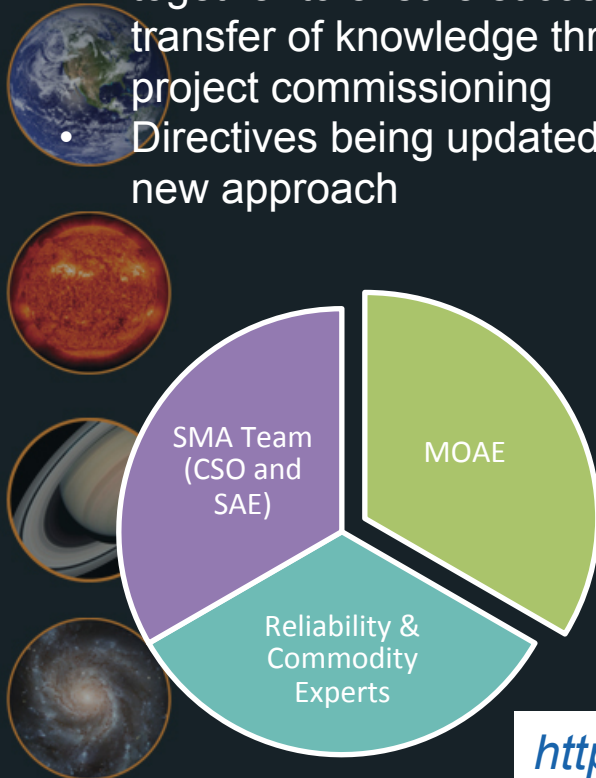 transfer of knowledge
project commissioning
• Directives being updated
new approach
SMA Team
(CSO and
SAE)
MOAE
Reliability &
Commodity
Experts
http